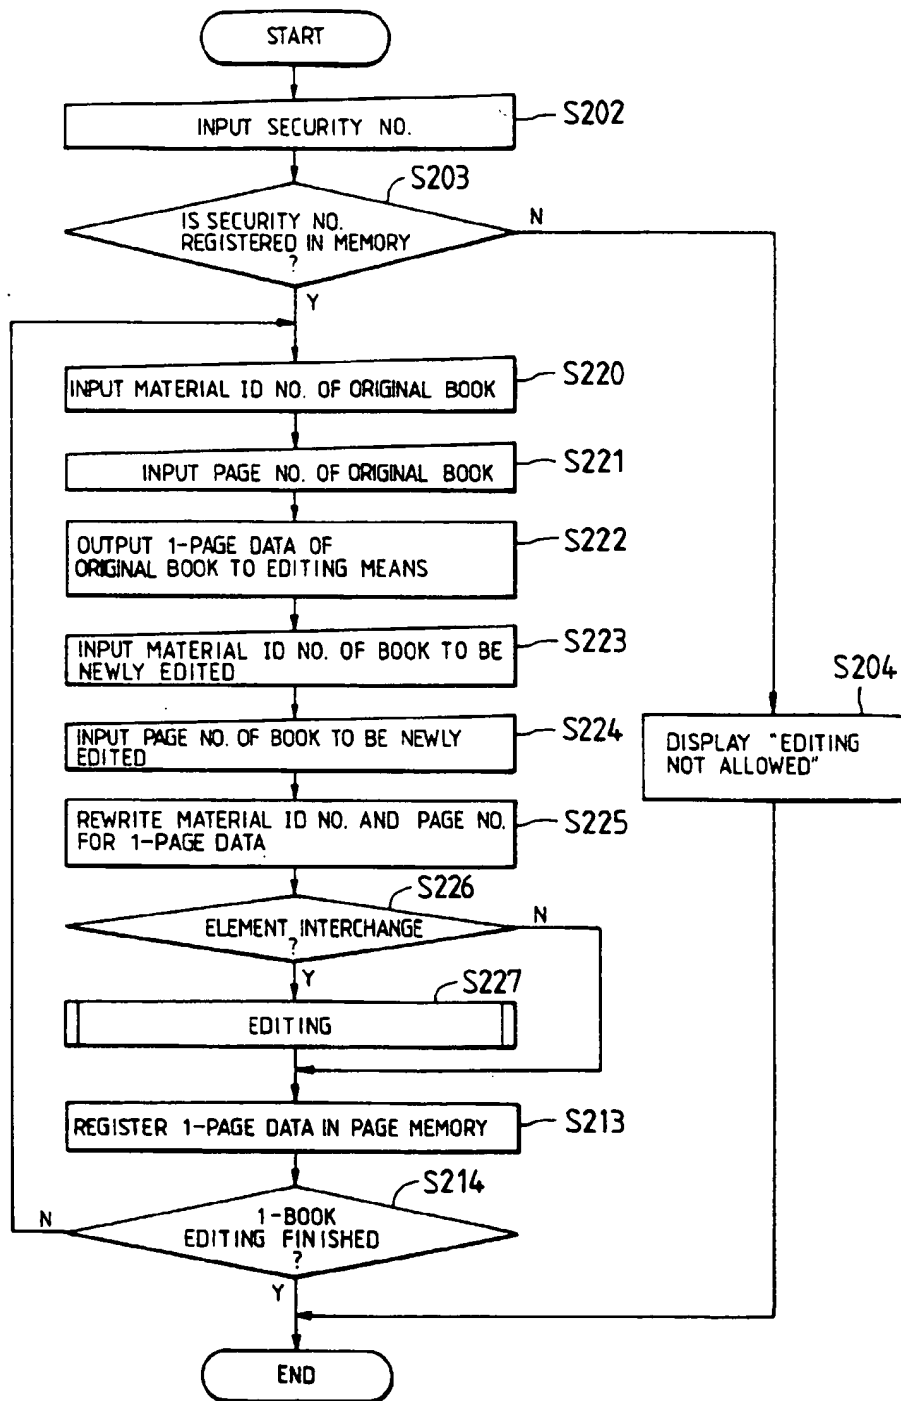 START
INPUT SECURITY NO.
S202
S203
IS SECURITY NO.
REGISTERED IN MEMORY
?
N
Y
INPUT MATERIAL ID NO. OF ORIGINAL BOOK
S220
INPUT PAGE NO. OF ORIGINAL BOOK
S221
OUTPUT 1-PAGE DATA OF
ORIGINAL BOOK TO EDITING MEANS
S222
INPUT MATERIAL ID NO. OF BOOK TO BE
NEWLY EDITED
S223
S204
DISPLAY "EDITING
NOT ALLOWED"
INPUT PAGE NO. OF BOOK TO BE NEWLY
EDITED
S224
REWRITE MATERIAL ID NO. AND PAGE NO.
FOR 1-PAGE DATA
S225
S226
ELEMENT INTERCHANGE
?
N
Y
S227
EDITING
REGISTER 1-PAGE DATA IN PAGE MEMORY
S213
S214
1-BOOK
EDITING FINISHED
?
N
Y
END